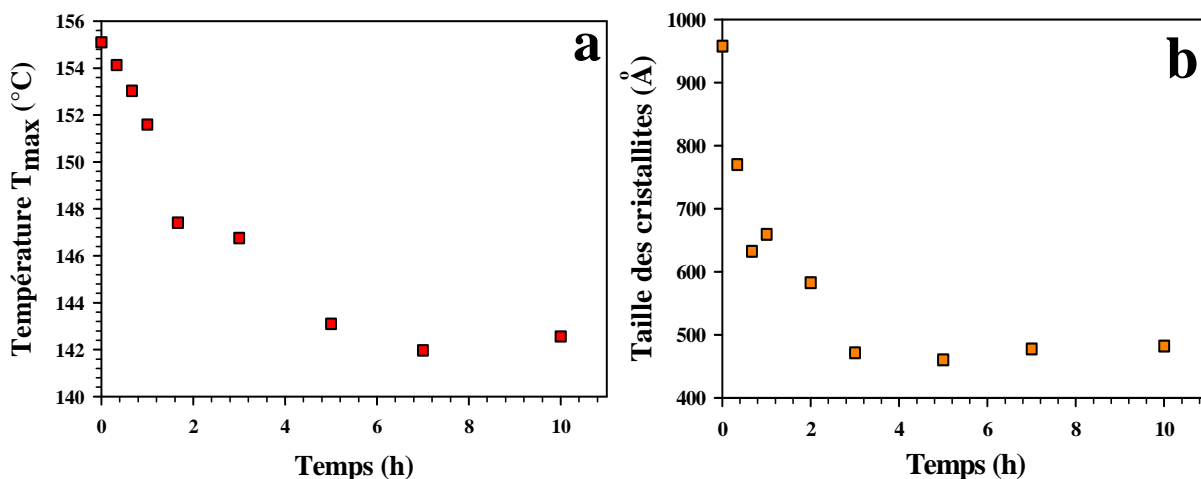 a
Température Tmax (°C)
156
154
152
150
148
146
144
142
140
0 2 4 6 8 10
Temps (h)
b
Taille des cristallites (Å)
1000
900
800
700
600
500
400
0 2 4 6 8 10
Temps (h)